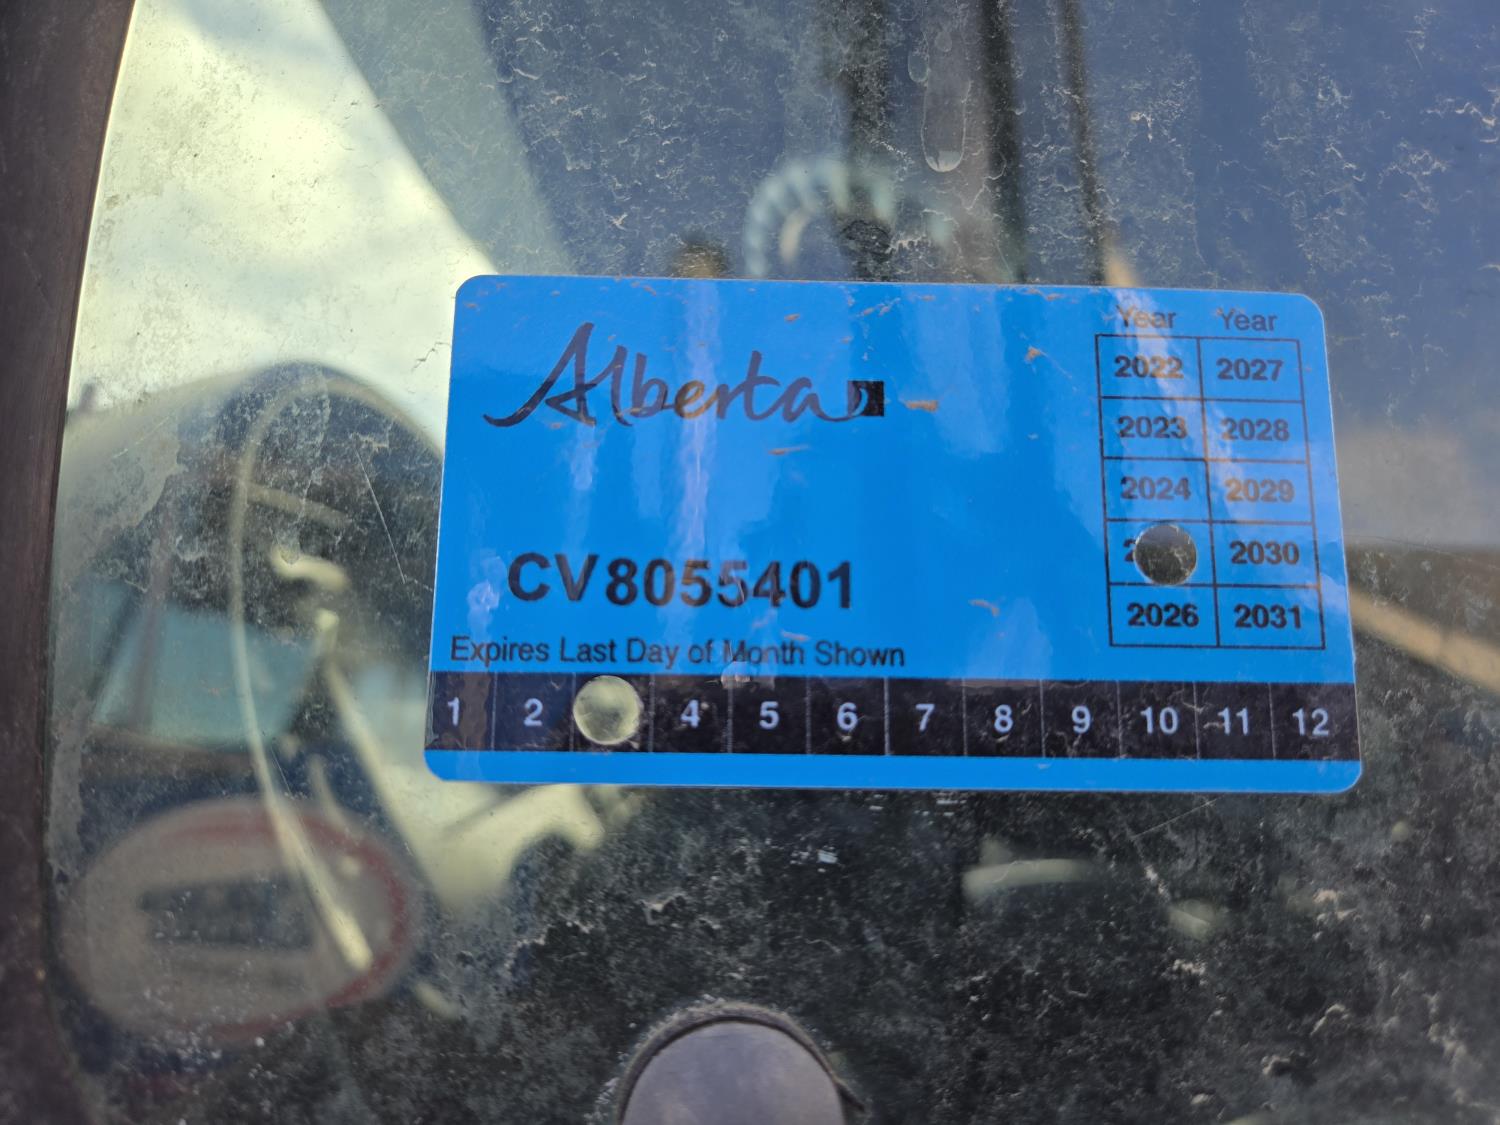 Alberta
Year Year
2022 2027
2023 2028
2024 2029
2030
2026 2031
CV8055401
Expires Last Day of Month Shown
1 2 4 5 6 7 8 9 10 11 12